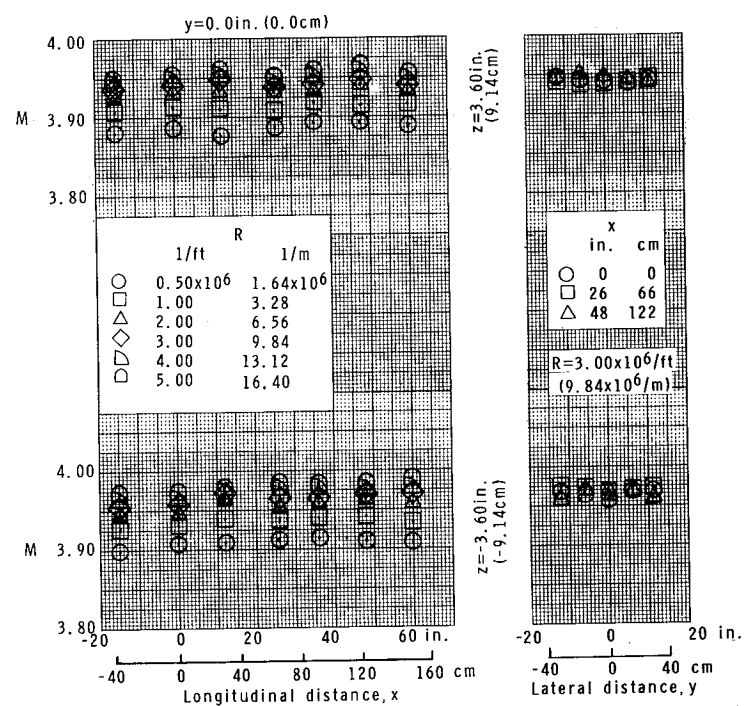 y=0.0in. (0.0cm)
4.00
M 3.90
3.80
z=3.60in.
(9.14cm)
R
1/ft 1/m
0.50x10⁶ 1.64x10⁶
1.00 3.28
2.00 6.56
3.00 9.84
4.00 13.12
5.00 16.40
x
in. cm
0 0
26 66
48 122
R=3.00x10⁶/ft
(9.84x10⁶/m)
4.00
M 3.90
3.80
z=-3.60in.
(-9.14cm)
-20 0 20 40 60 in.
-40 0 40 80 120 160 cm
Longitudinal distance, x
-20 0 20 in.
-40 0 40 cm
Lateral distance, y